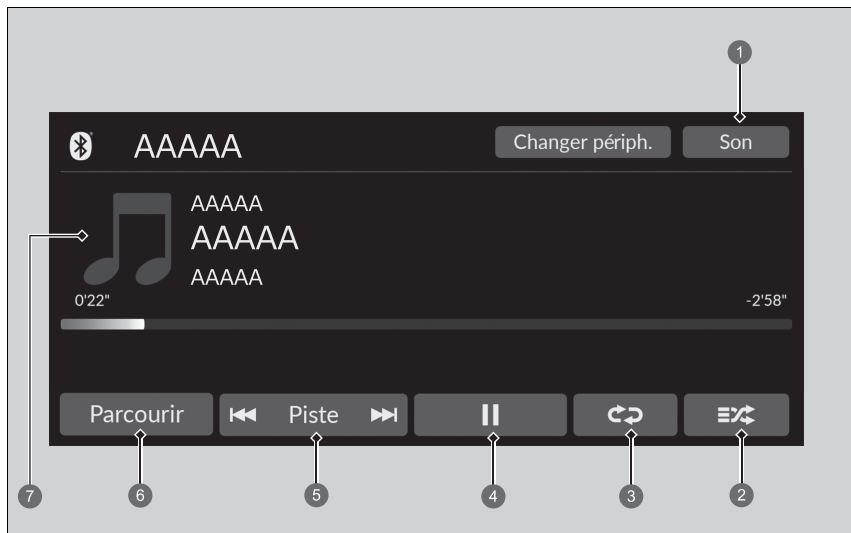 1
AAAAA
Changer périph.
Son
AAAAA
AAAAA
AAAAA
7
0'22"
-2'58"
Parcourir
Piste
6
5
4
3
2